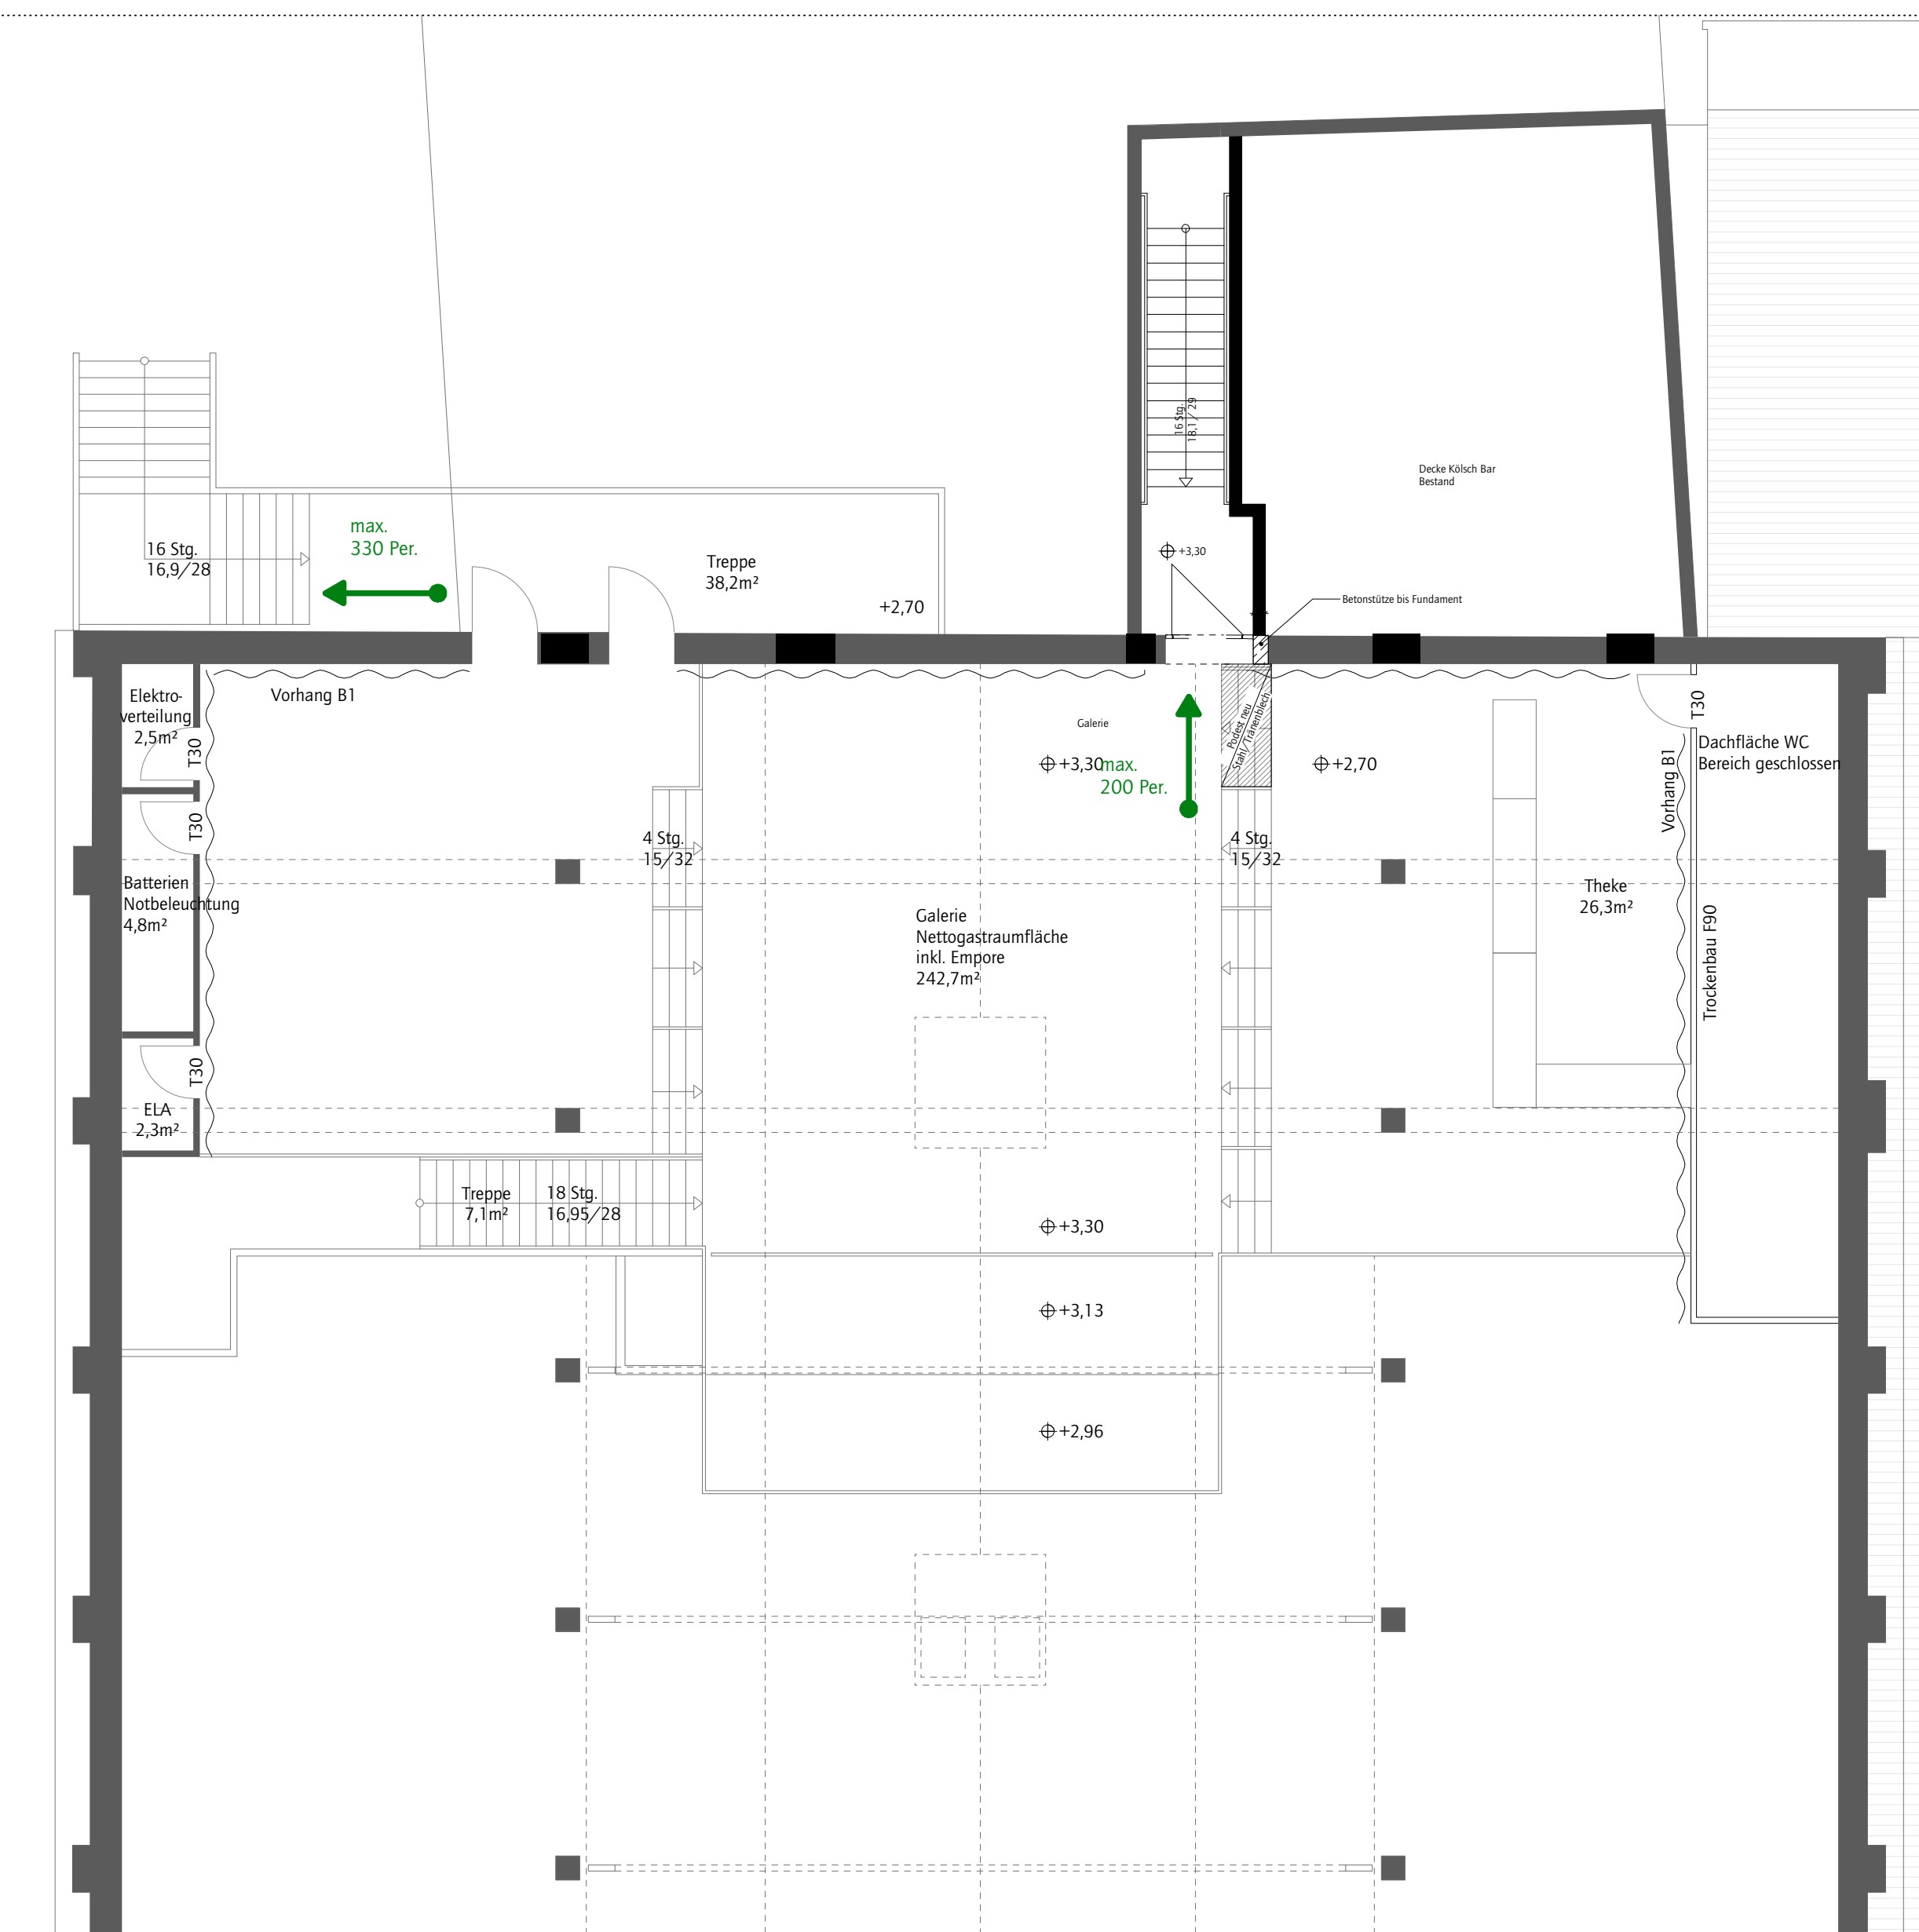 16 Stg.
18,1 / 29
Decke Kölsch Bar
Bestand
max.
330 Per.
16 Stg.
16,9/28
Treppe
38,2m²
+2,70
+3,30
Betonstütze bis Fundament
Elektro-
verteilung
2,5m²
T30
Vorhang B1
Galerie
+3,30
max.
200 Per.
Podest neu
Stahl/Tränenblech
+2,70
T30
Dachfläche WC
Bereich geschlossen
Vorhang B1
T30
4 Stg.
15/32
4 Stg.
15/32
Batterien
Notbeleuchtung
4,8m²
Galerie
Nettogastraumfläche
inkl. Empore
242,7m²
Theke
26,3m²
Trockenbau F90
T30
ELA
2,3m²
Treppe
7,1m²
18 Stg.
16,95/28
+3,30
+3,13
+2,96